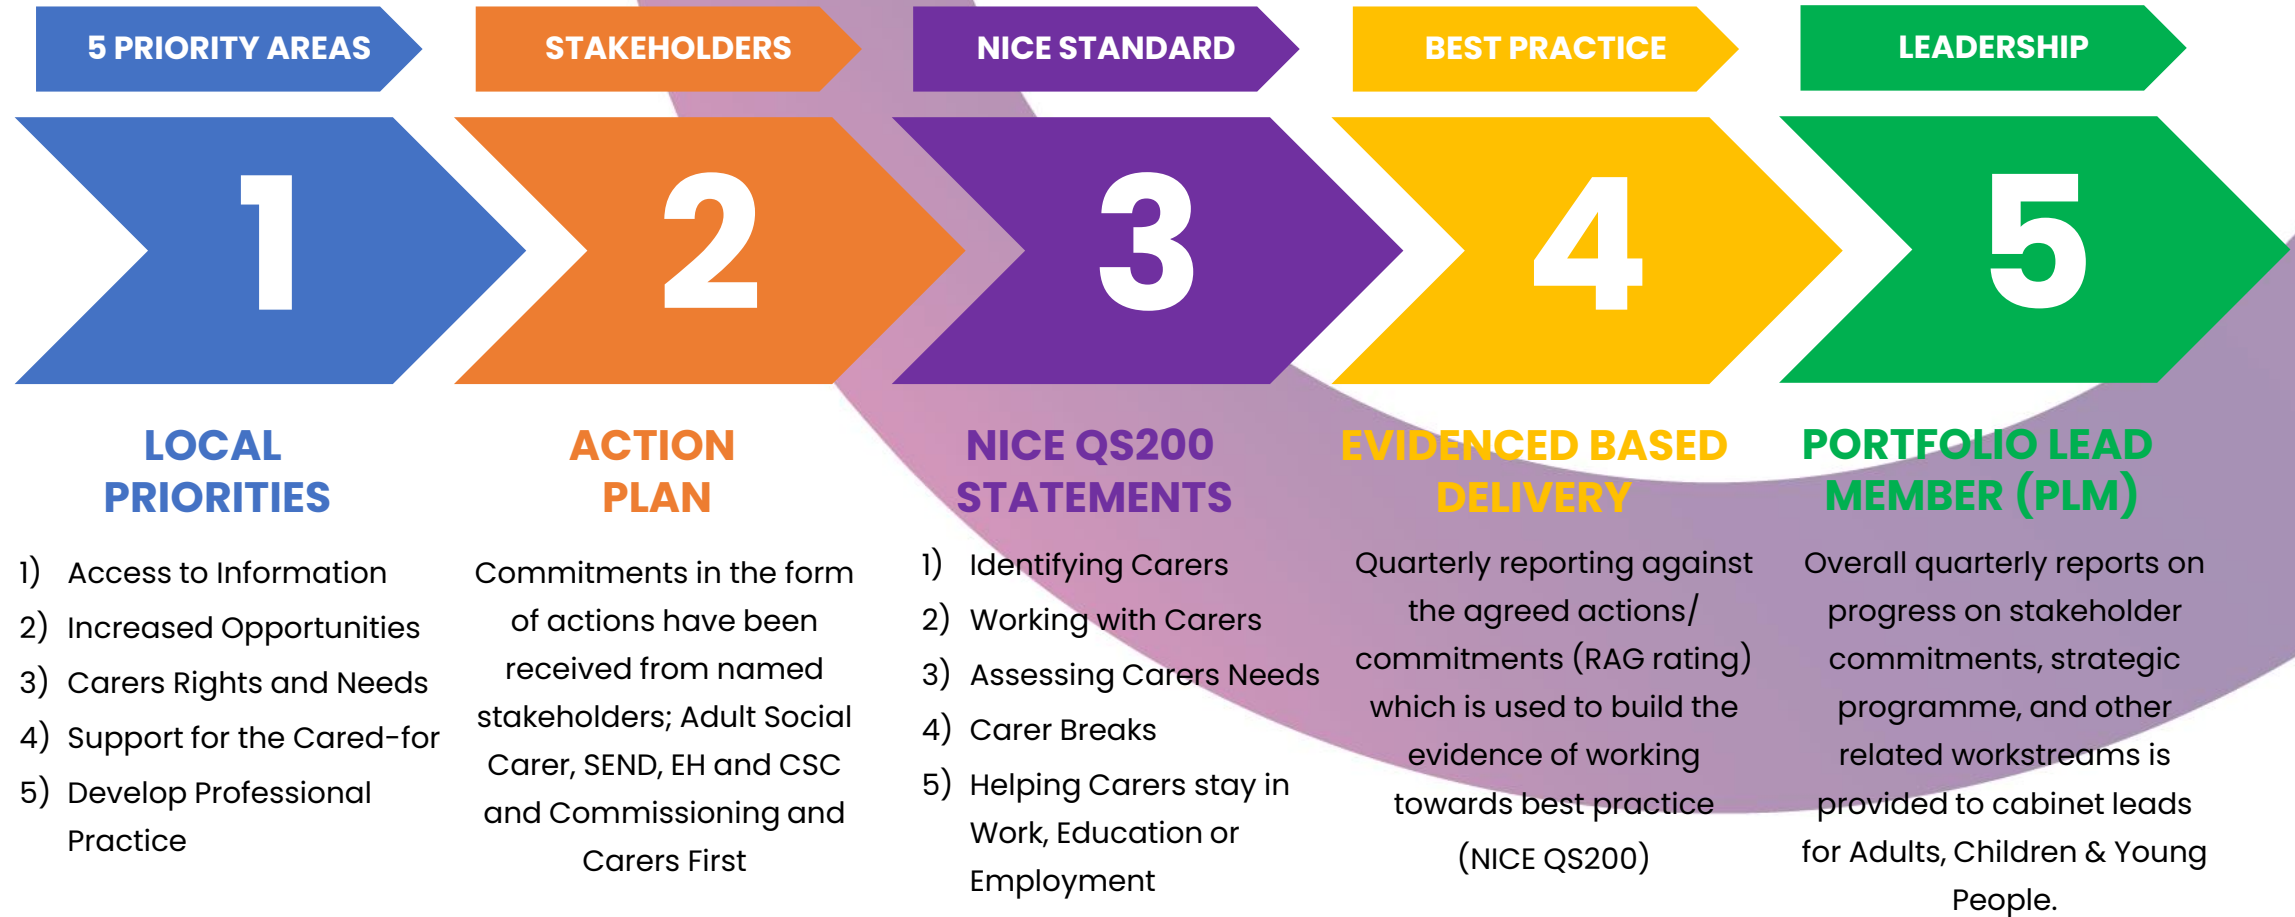 5 PRIORITY AREAS
1
LOCAL
PRIORITIES
1) Access to Information
2) Increased Opportunities
3) Carers Rights and Needs
4) Support for the Cared-for
5) Develop Professional
Practice
STAKEHOLDERS
2
ACTION
PLAN
Commitments in the form
of actions have been
received from named
stakeholders; Adult Social
Carer, SEND, EH and CSC
and Commissioning and
Carers First
NICE STANDARD
3
NICE QS200
STATEMENTS
1) Identifying Carers
2) Working with Carers
3) Assessing Carers Needs
4) Carer Breaks
5) Helping Carers stay in
Work, Education or
Employment
BEST PRACTICE
4
EVIDENCED BASED
DELIVERY
Quarterly reporting against
the agreed actions/
commitments (RAG rating)
which is used to build the
evidence of working
towards best practice
(NICE QS200)
LEADERSHIP
5
PORTFOLIO LEAD
MEMBER (PLM)
Overall quarterly reports on
progress on stakeholder
commitments, strategic
programme, and other
related workstreams is
provided to cabinet leads
for Adults, Children & Young
People.